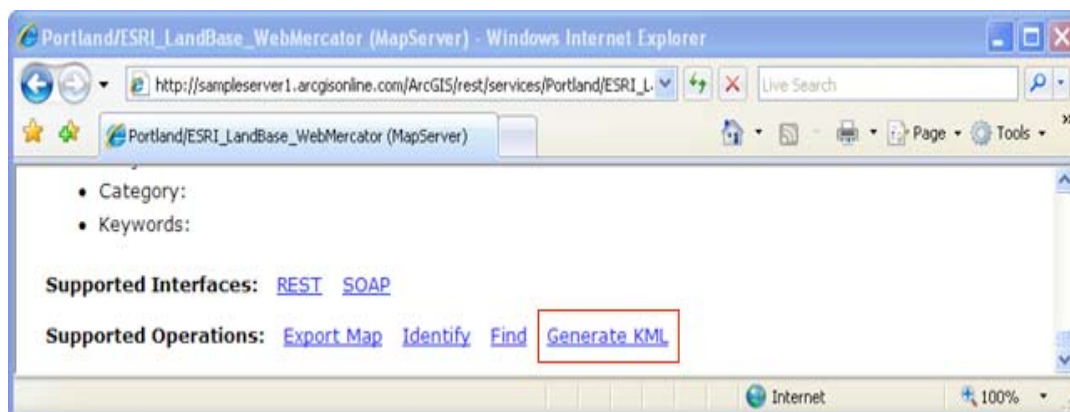 Portland/ESRI_LandBase_WebMercator (MapServer) - Windows Internet Explorer
http://sampleserver1.arcgisonline.com/ArcGIS/rest/services/Portland/ESRI_L
Live Search
Portland/ESRI_LandBase_WebMercator (MapServer)
Page
Tools
»
• Category:
• Keywords:
Supported Interfaces: REST SOAP
Supported Operations: Export Map Identify Find Generate KML
Internet
100%